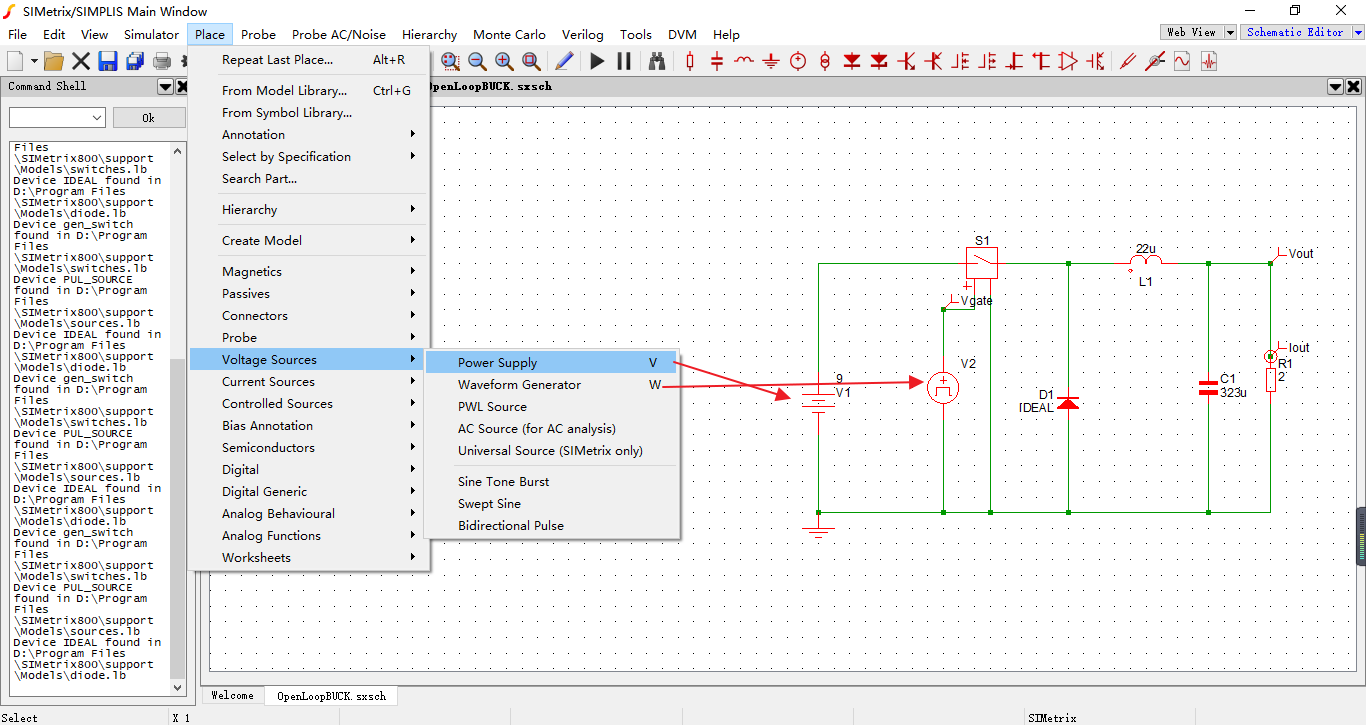 SIMetrix/SIMPLIS Main Window
File Edit View Simulator Place Probe Probe AC/Noise Hierarchy Monte Carlo Verilog Tools DVM Help
Web View Schematic Editor
Command Shell
OpenLoopBUCK.sxsch
Ok
Files
\SIMetrix800\support
\Models\switches.lb
Device IDEAL found in
D:\Program Files
\SIMetrix800\support
\Models\diode.lb
Device gen_switch
found in D:\Program
Files
\SIMetrix800\support
\Models\switches.lb
Device PUL_SOURCE
found in D:\Program
Files
\SIMetrix800\support
\Models\sources.lb
Device IDEAL found in
D:\Program Files
\SIMetrix800\support
\Models\diode.lb
Device gen_switch
found in D:\Program
Files
\SIMetrix800\support
\Models\switches.lb
Device PUL_SOURCE
found in D:\Program
Files
\SIMetrix800\support
\Models\sources.lb
Device IDEAL found in
D:\Program Files
\SIMetrix800\support
\Models\diode.lb
Device gen_switch
found in D:\Program
Files
\SIMetrix800\support
\Models\switches.lb
Device PUL_SOURCE
found in D:\Program
Files
\SIMetrix800\support
\Models\sources.lb
Device IDEAL found in
D:\Program Files
\SIMetrix800\support
\Models\diode.lb
Repeat Last Place... Alt+R
From Model Library... Ctrl+G
From Symbol Library...
Annotation
Select by Specification
Search Part...
Hierarchy
Create Model
Magnetics
Passives
Connectors
Probe
Voltage Sources
Current Sources
Controlled Sources
Bias Annotation
Semiconductors
Digital
Digital Generic
Analog Behavioural
Analog Functions
Worksheets
Power Supply V
Waveform Generator W
PWL Source
AC Source (for AC analysis)
Universal Source (SIMetrix only)
Sine Tone Burst
Swept Sine
Bidirectional Pulse
S1
22u
L1
Vout
Vgate
Iout
R1
2
V2
9
V1
D1
IDEAL
C1
323u
Welcome OpenLoopBUCK.sxsch
Select X 1 SIMetrix